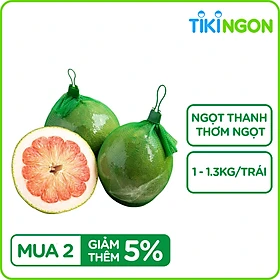 TIKINGON
NGỌT THANH
THƠM NGỌT
1 - 1.3KG/TRÁI
MUA 2
GIẢM
THÊM
5%